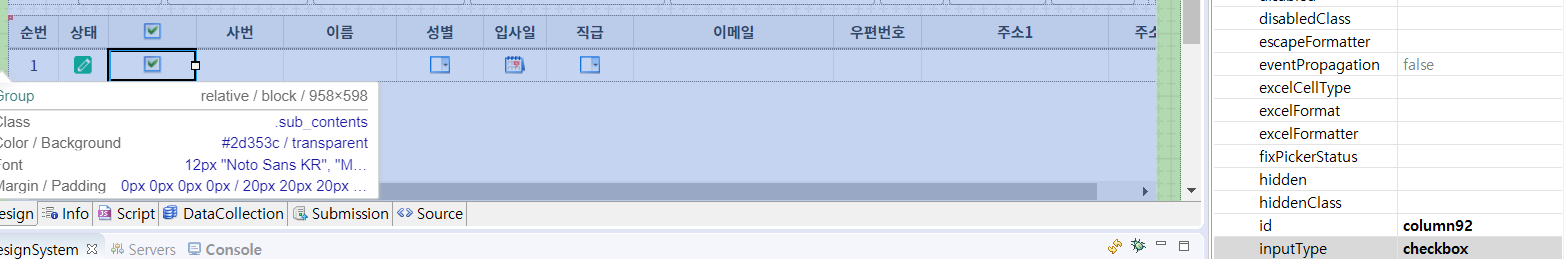 순번 상태 사번 이름 성별 입사일 직급 이메일 우편번호 주소1
1
Group relative / block / 958×598
Class .sub_contents
Color / Background #2d353c / transparent
Font 12px "Noto Sans KR", "M...
Margin / Padding 0px 0px 0px 0px / 20px 20px 20px ...
esign Info Script DataCollection Submission Source
esignSystem Servers Console
disabledClass
escapeFormatter
eventPropagation false
excelCellType
excelFormat
excelFormatter
fixPickerStatus
hidden
hiddenClass
id column92
inputType checkbox